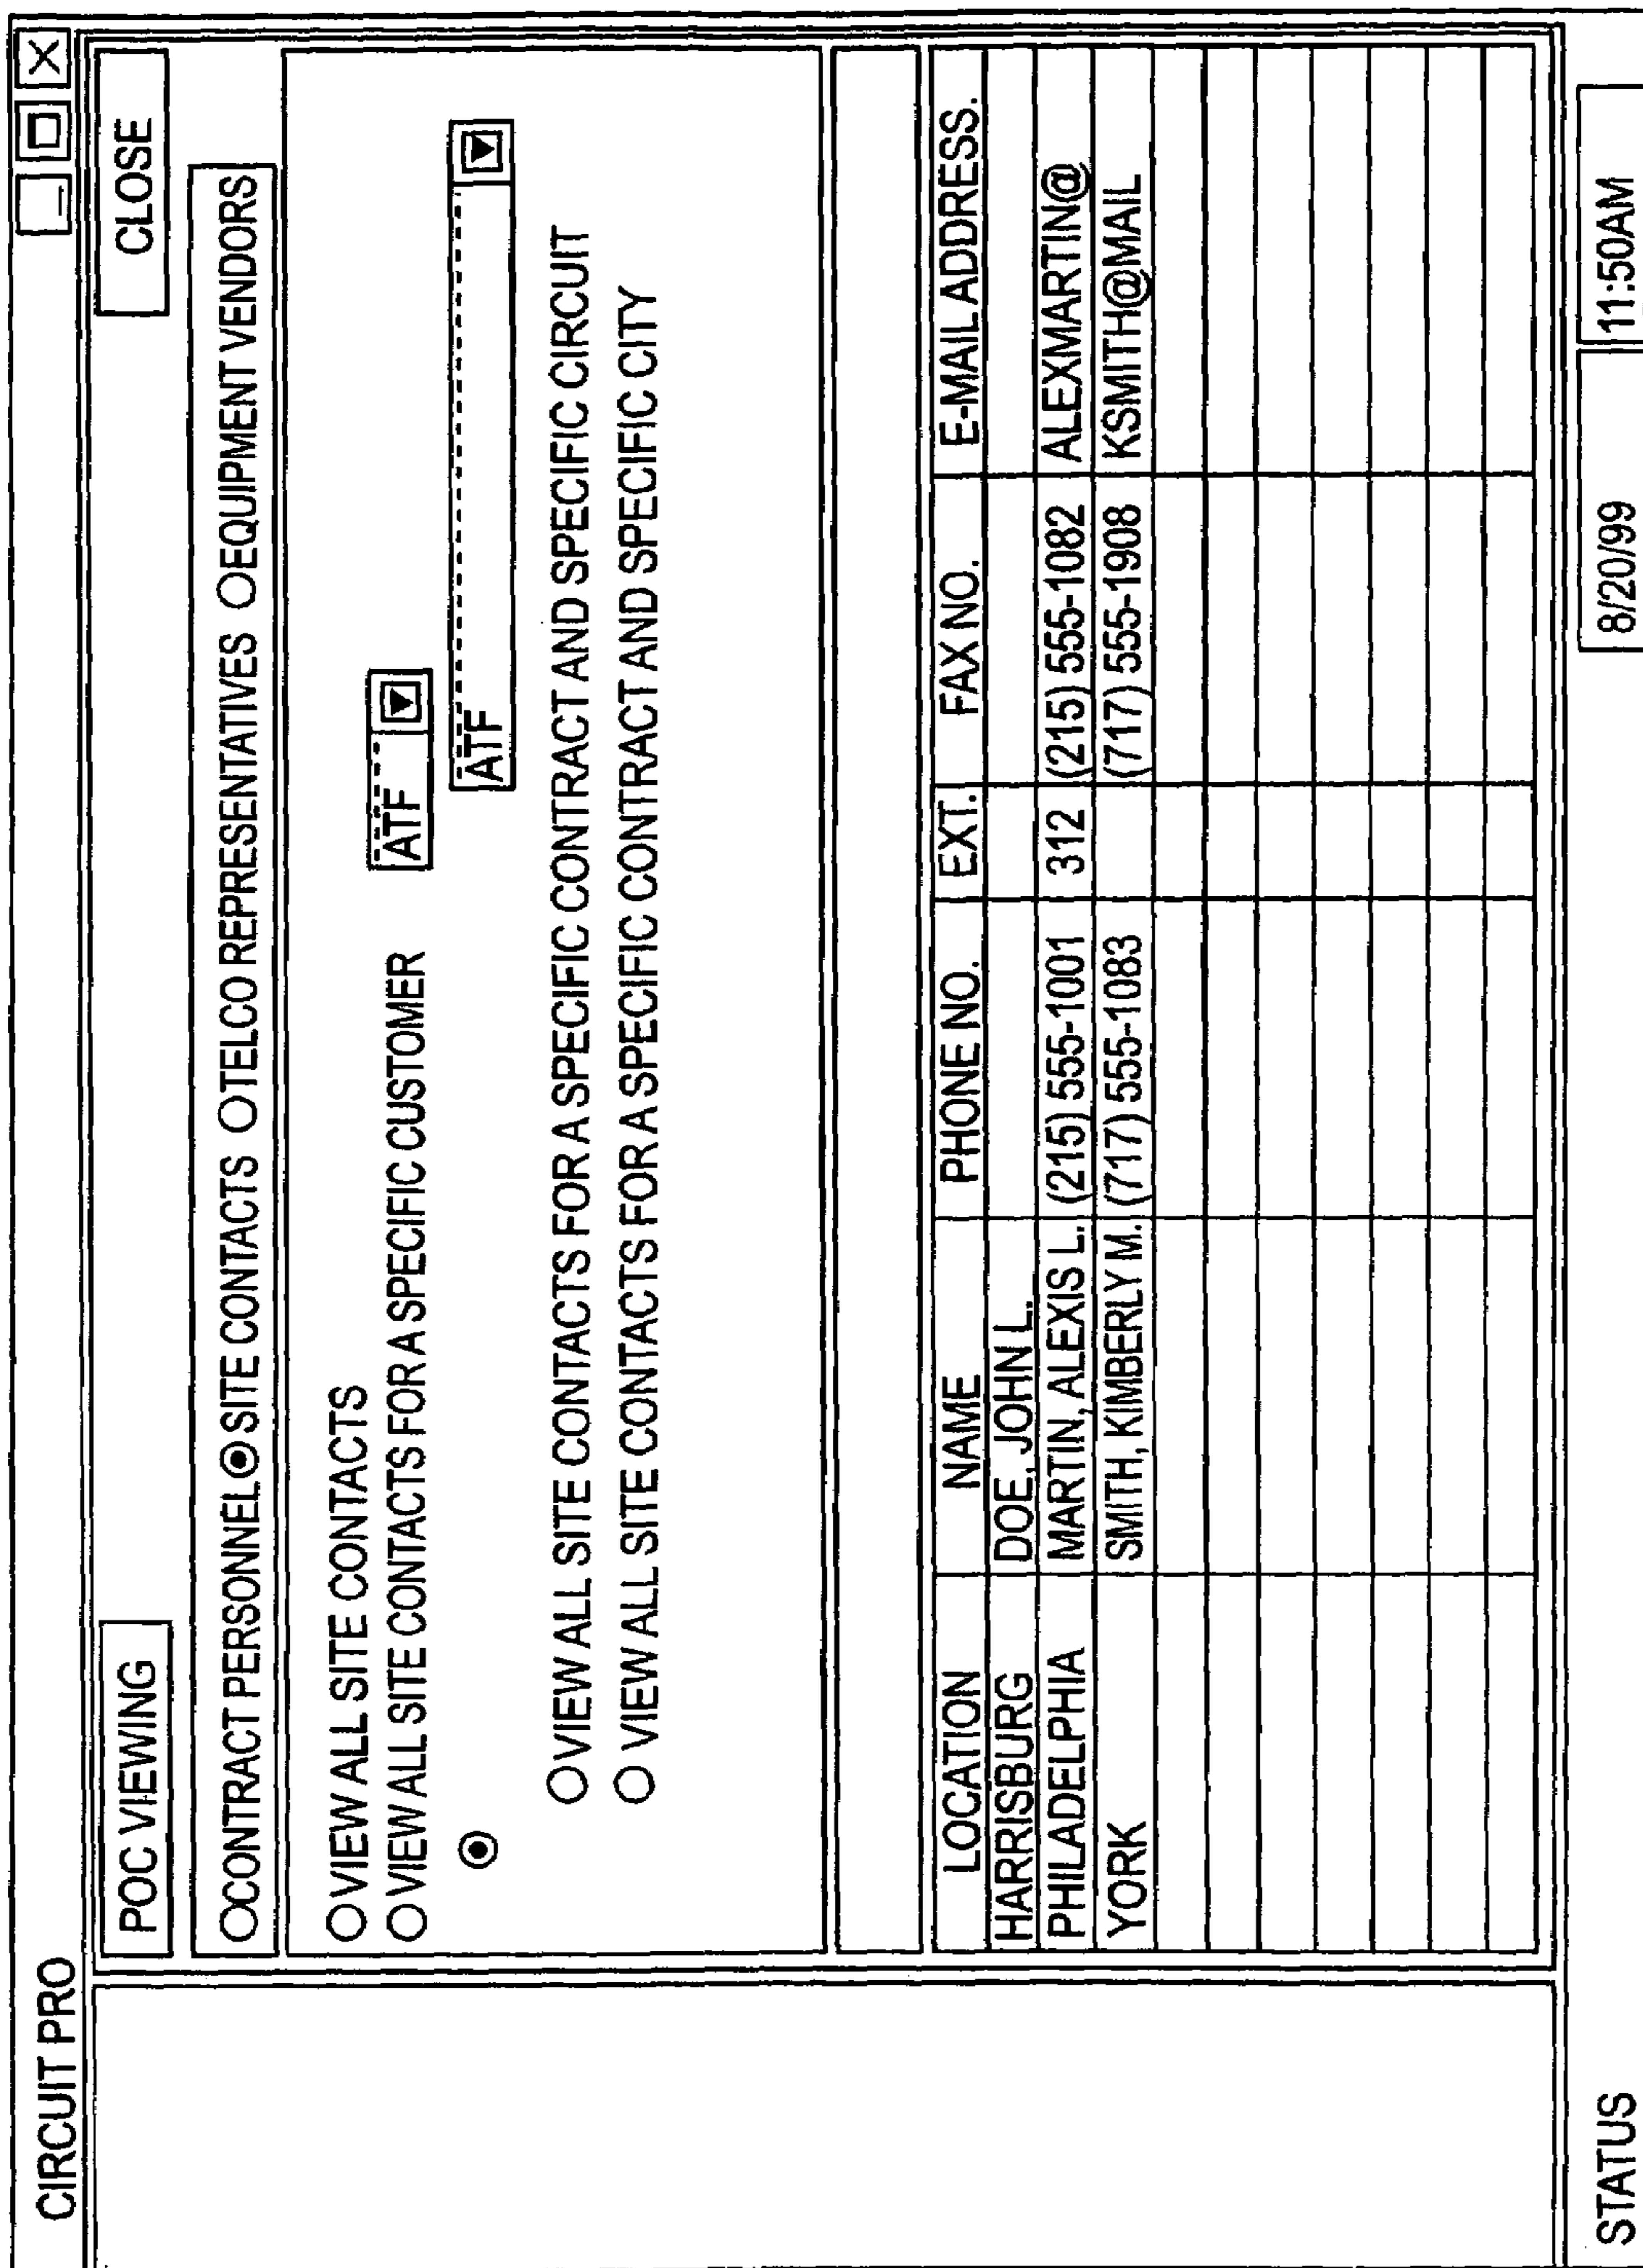 CIRCUIT PRO
POC VIEWING CLOSE
CONTRACT PERSONNEL SITE CONTACTS TELCO REPRESENTATIVES EQUIPMENT VENDORS
VIEW ALL SITE CONTACTS
VIEW ALL SITE CONTACTS FOR A SPECIFIC CUSTOMER ATF
ATF
VIEW ALL SITE CONTACTS FOR A SPECIFIC CONTRACT AND SPECIFIC CIRCUIT
VIEW ALL SITE CONTACTS FOR A SPECIFIC CONTRACT AND SPECIFIC CITY
LOCATION NAME PHONE NO. EXT. FAX NO. E-MAIL ADDRESS.
HARRISBURG DOE, JOHN L.
PHILADELPHIA MARTIN, ALEXIS L. (215) 555-1001 312 (215) 555-1082 ALEXMARTIN@
YORK SMITH, KIMBERLY M. (717) 555-1083 (717) 555-1908 KSMITH@MAIL
STATUS 8/20/99 11:50AM